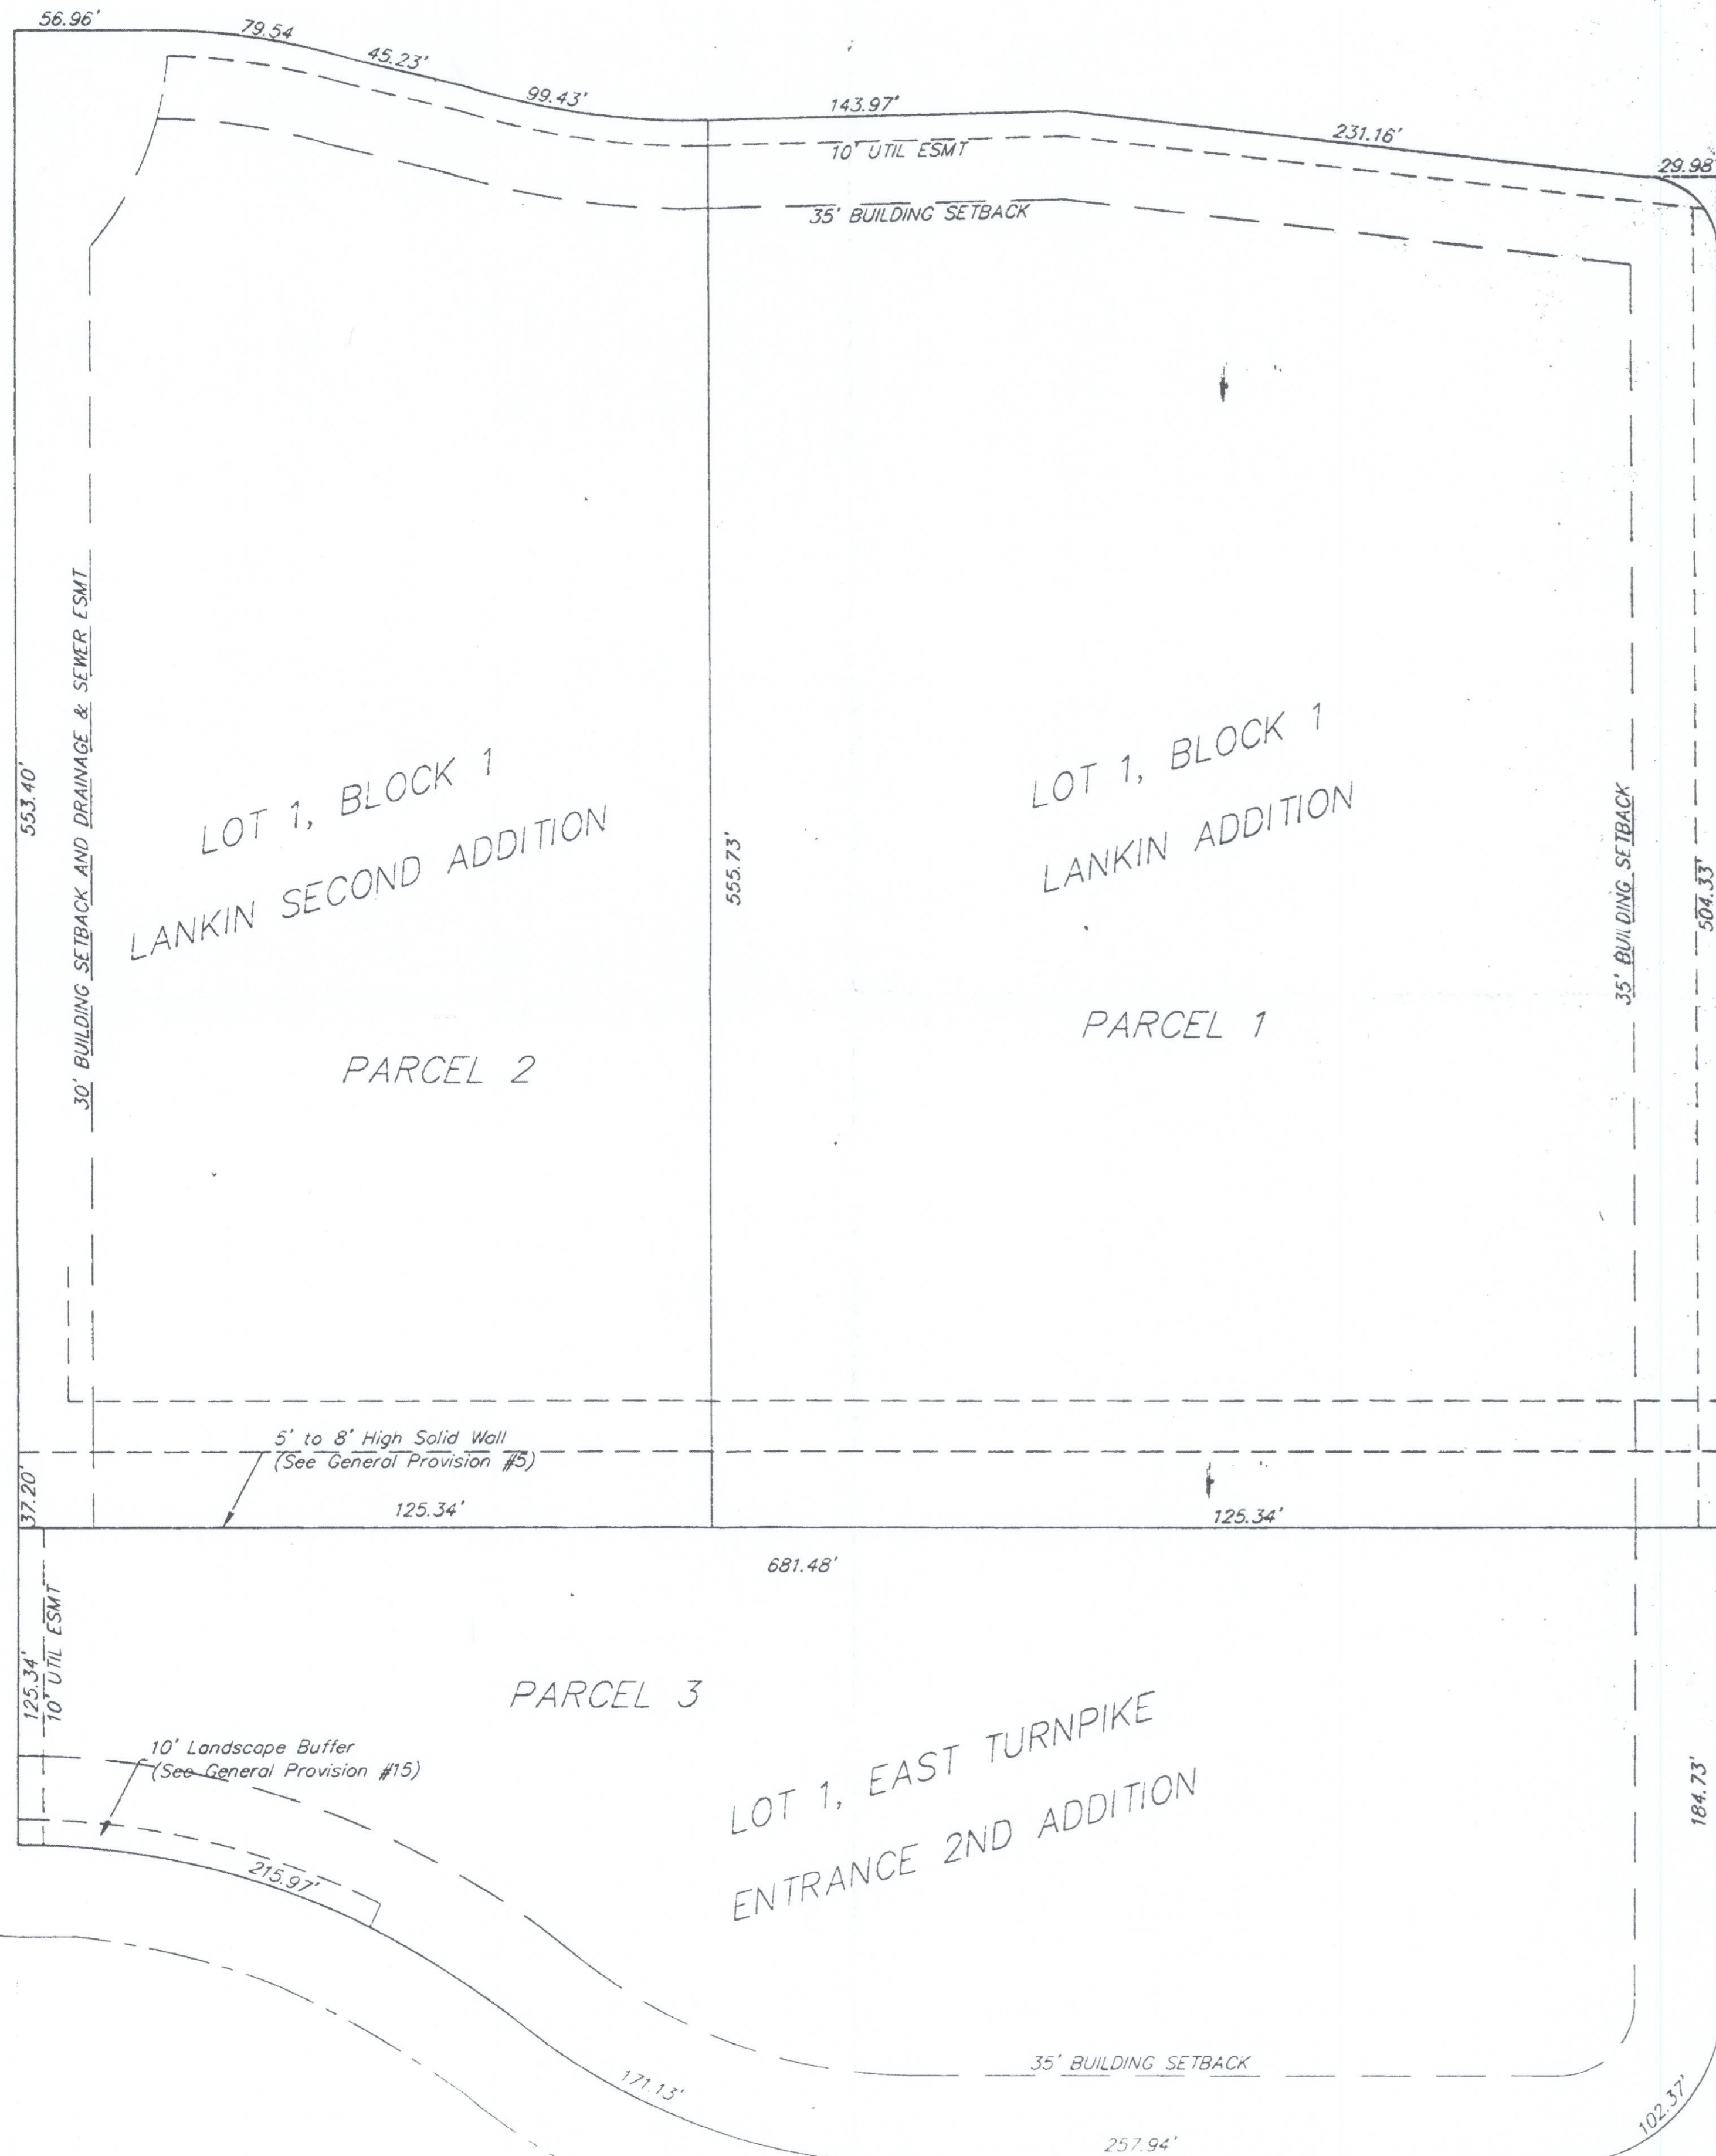 56.96'
79.54
45.23'
99.43'
143.97'
231.16'
29.98'
10' UTIL ESMT
35' BUILDING SETBACK
553.40'
30' BUILDING SETBACK AND DRAINAGE & SEWER ESMT
LOT 1, BLOCK 1
LANKIN SECOND ADDITION
PARCEL 2
555.73'
LOT 1, BLOCK 1
LANKIN ADDITION
PARCEL 1
35' BUILDING SETBACK
504.33'
5' to 8' High Solid Wall
(See General Provision #5)
37.20'
125.34'
125.34'
681.48'
125.34'
10' UTIL ESMT
PARCEL 3
10' Landscape Buffer
(See General Provision #15)
LOT 1, EAST TURNPIKE
ENTRANCE 2ND ADDITION
184.73'
215.97'
171.13'
35' BUILDING SETBACK
102.37'
257.94'